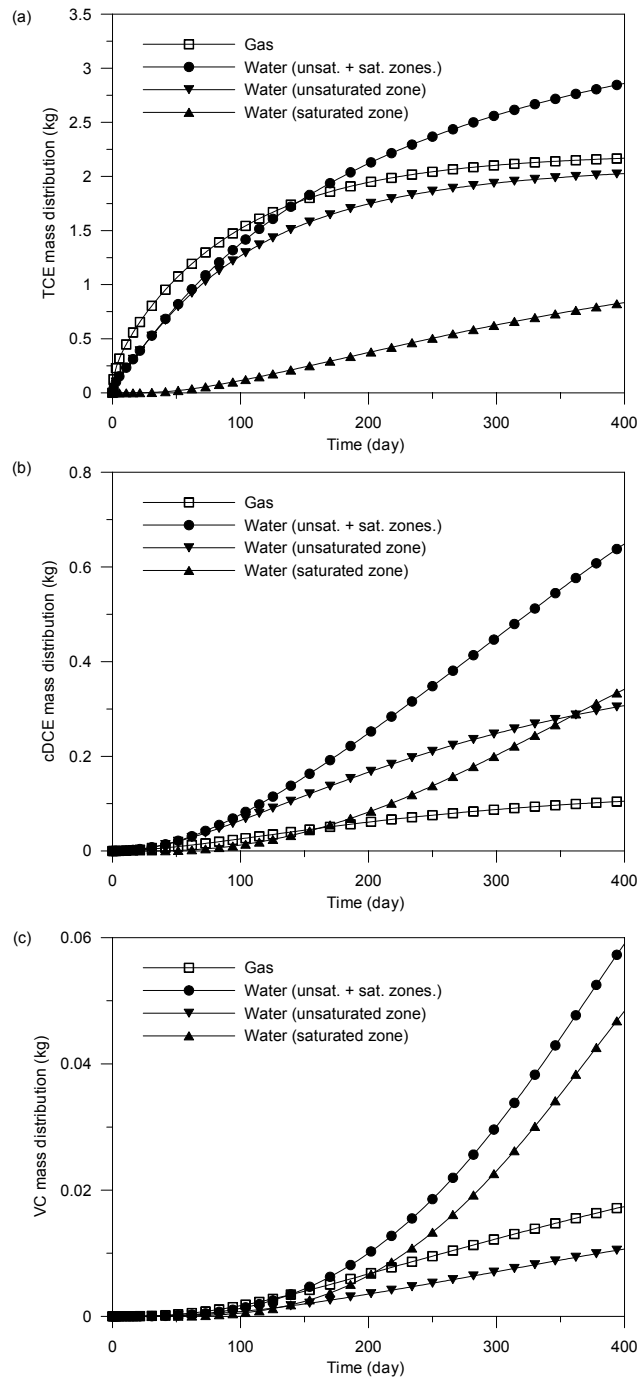 (a)
3.5
3
2.5
2
1.5
1
0.5
0
TCE mass distribution (kg)
Gas
Water (unsat. + sat. zones.)
Water (unsaturated zone)
Water (saturated zone)
0 100 200 300 400
Time (day)
(b)
0.8
0.6
0.4
0.2
0
cDCE mass distribution (kg)
Gas
Water (unsat. + sat. zones.)
Water (unsaturated zone)
Water (saturated zone)
0 100 200 300 400
Time (day)
(c)
0.06
0.04
0.02
0
VC mass distribution (kg)
Gas
Water (unsat. + sat. zones.)
Water (unsaturated zone)
Water (saturated zone)
0 100 200 300 400
Time (day)